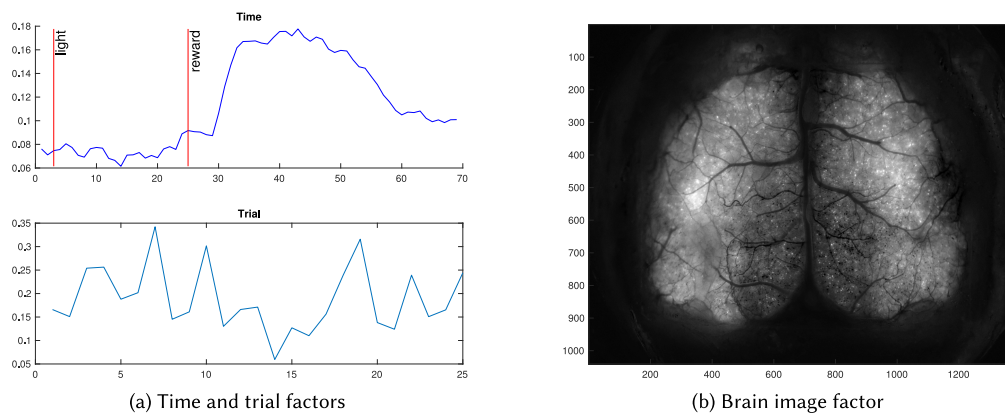 Time
0.18
0.16
0.14
0.12
0.1
0.08
0.06
light
reward
0 10 20 30 40 50 60 70
Trial
0.35
0.3
0.25
0.2
0.15
0.1
0.05
0 5 10 15 20 25
(a) Time and trial factors
100
200
300
400
500
600
700
800
900
1000
200 400 600 800 1000 1200
(b) Brain image factor